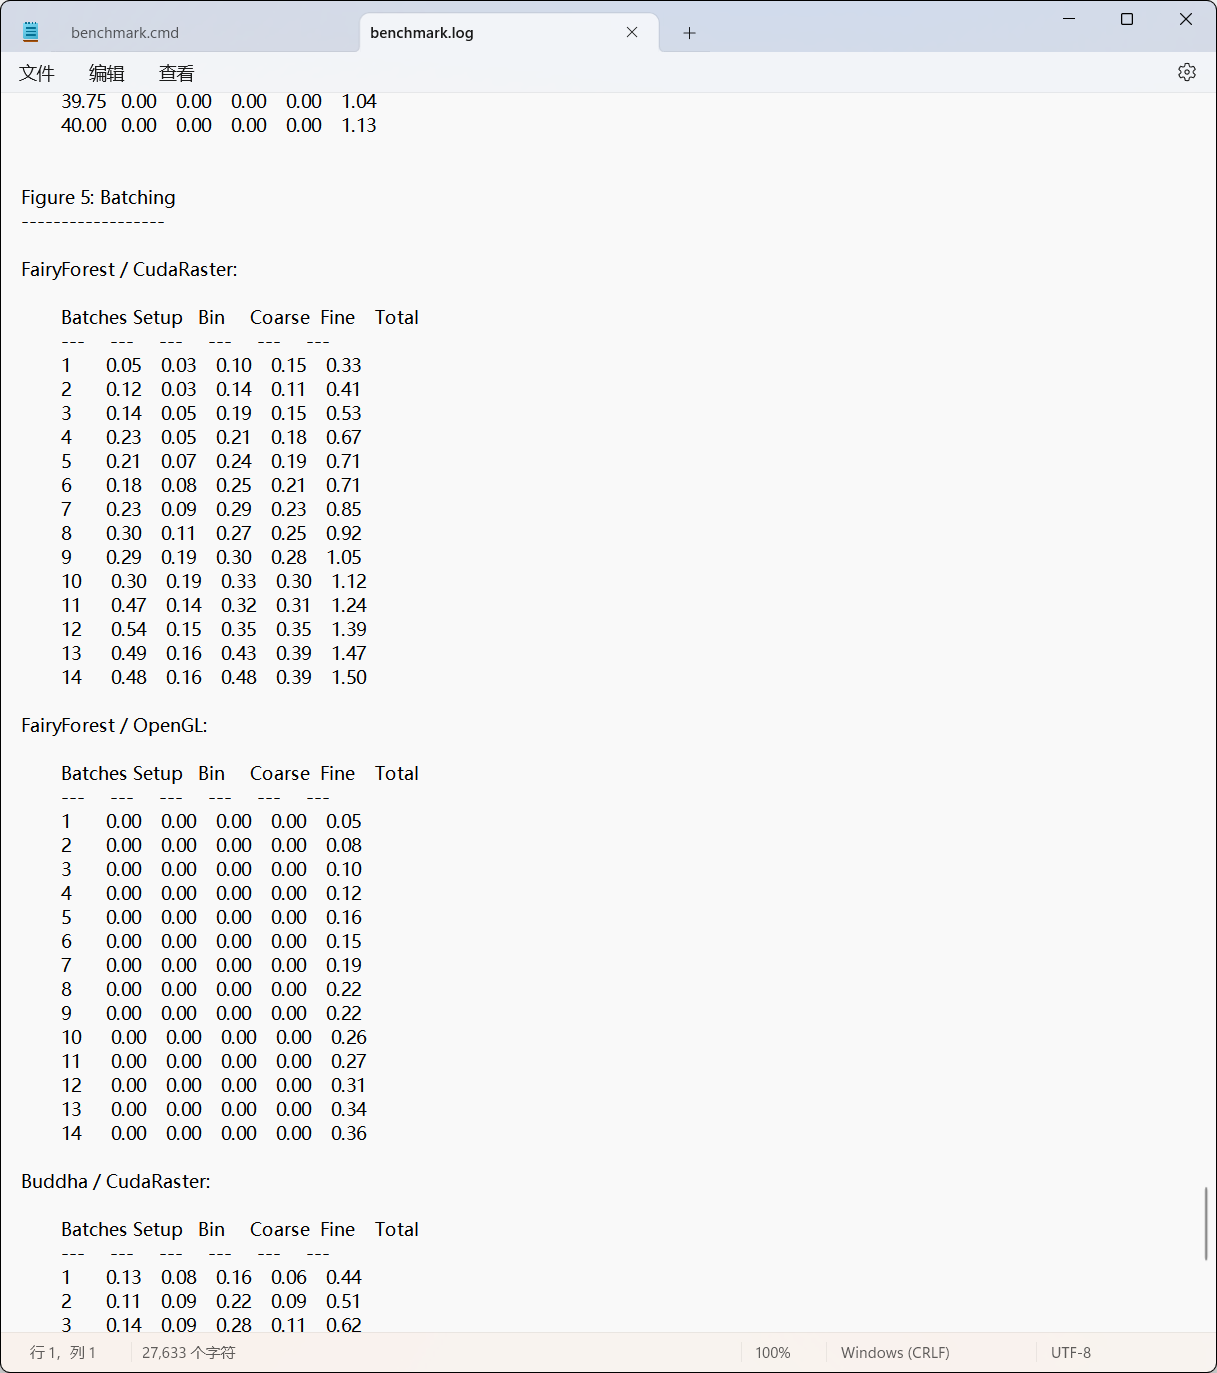 benchmark.cmd benchmark.log
文件 编辑 查看
39.75 0.00 0.00 0.00 0.00 1.04
40.00 0.00 0.00 0.00 0.00 1.13
Figure 5: Batching
------------------
FairyForest / CudaRaster:
Batches Setup Bin Coarse Fine Total
--- --- --- --- --- ---
1 0.05 0.03 0.10 0.15 0.33
2 0.12 0.03 0.14 0.11 0.41
3 0.14 0.05 0.19 0.15 0.53
4 0.23 0.05 0.21 0.18 0.67
5 0.21 0.07 0.24 0.19 0.71
6 0.18 0.08 0.25 0.21 0.71
7 0.23 0.09 0.29 0.23 0.85
8 0.30 0.11 0.27 0.25 0.92
9 0.29 0.19 0.30 0.28 1.05
10 0.30 0.19 0.33 0.30 1.12
11 0.47 0.14 0.32 0.31 1.24
12 0.54 0.15 0.35 0.35 1.39
13 0.49 0.16 0.43 0.39 1.47
14 0.48 0.16 0.48 0.39 1.50
FairyForest / OpenGL:
Batches Setup Bin Coarse Fine Total
--- --- --- --- --- ---
1 0.00 0.00 0.00 0.00 0.05
2 0.00 0.00 0.00 0.00 0.08
3 0.00 0.00 0.00 0.00 0.10
4 0.00 0.00 0.00 0.00 0.12
5 0.00 0.00 0.00 0.00 0.16
6 0.00 0.00 0.00 0.00 0.15
7 0.00 0.00 0.00 0.00 0.19
8 0.00 0.00 0.00 0.00 0.22
9 0.00 0.00 0.00 0.00 0.22
10 0.00 0.00 0.00 0.00 0.26
11 0.00 0.00 0.00 0.00 0.27
12 0.00 0.00 0.00 0.00 0.31
13 0.00 0.00 0.00 0.00 0.34
14 0.00 0.00 0.00 0.00 0.36
Buddha / CudaRaster:
Batches Setup Bin Coarse Fine Total
--- --- --- --- --- ---
1 0.13 0.08 0.16 0.06 0.44
2 0.11 0.09 0.22 0.09 0.51
3 0.14 0.09 0.28 0.11 0.62
行 1，列 1 27,633 个字符 100% Windows (CRLF) UTF-8